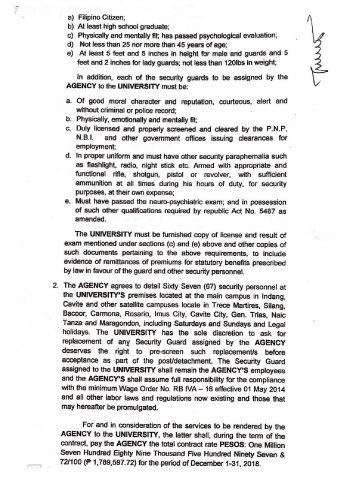 a) Filipino Citizen;
b) At least high school graduate;
c) Physically and mentally fit; has passed psychological evaluation;
d) Not less than 25 nor more than 45 years of age;
e) At least 5 feet and 5 inches in height for male and guards and 5
feet and 2 inches for lady guards; not less than 120lbs in weight;
In addition, each of the security guards to be assigned by the
AGENCY to the UNIVERSITY must be:
a. Of good moral character and reputation, courteous, alert and
without criminal or police record;
b. Physically, emotionally and mentally fit;
c. Duly licensed and properly screened and cleared by the P.N.P,
N.B.I. and other government offices issuing clearances for
employment;
d. In proper uniform and must have other security paraphernalia such
as flashlight, radio, night stick etc. Armed with appropriate and
functional rifle, shotgun, pistol or revolver, with sufficient
ammunition at all times during his hours of duty, for security
purposes, at their own expense;
e. Must have passed the neuro-psychiatric exam; and in possession
of such other qualifications required by republic Act No. 5487 as
amended.
The UNIVERSITY must be furnished copy of license and result of
exam mentioned under sections (c) and (e) above and other copies of
such documents pertaining to the above requirements, to include
evidence of remittances of premiums for statutory benefits prescribed
by law in favour of the guard and other security personnel.
2. The AGENCY agrees to detail Sixty Seven (67) security personnel at
the UNIVERSITY'S premises located at the main campus in Indang,
Cavite and other satellite campuses locate in Trece Martires, Silang,
Bacoor, Carmona, Rosario, Imus City, Cavite City, Gen. Trias, Naic
Tanza and Maragondon, including Saturdays and Sundays and Legal
holidays. The UNIVERSITY has the sole discretion to ask for
replacement of any Security Guard assigned by the AGENCY
deserves the right to pre-screen such replacement/s before
acceptance as part of the post/detachment. The Security Guard
assigned to the UNIVERSITY shall remain the AGENCY'S employees
and the AGENCY'S shall assume full responsibility for the compliance
with the minimum Wage Order No. RB IVA – 16 effective 01 May 2014
and all other labor laws and regulations now existing and those that
may hereafter be promulgated.
For and in consideration of the services to be rendered by the
AGENCY to the UNIVERSITY, the latter shall, during the term of the
contract, pay the AGENCY the total contract rate PESOS: One Million
Seven Hundred Eighty Nine Thousand Five Hundred Ninety Seven &
72/100 (₱ 1,789,597.72) for the period of December 1-31, 2018.